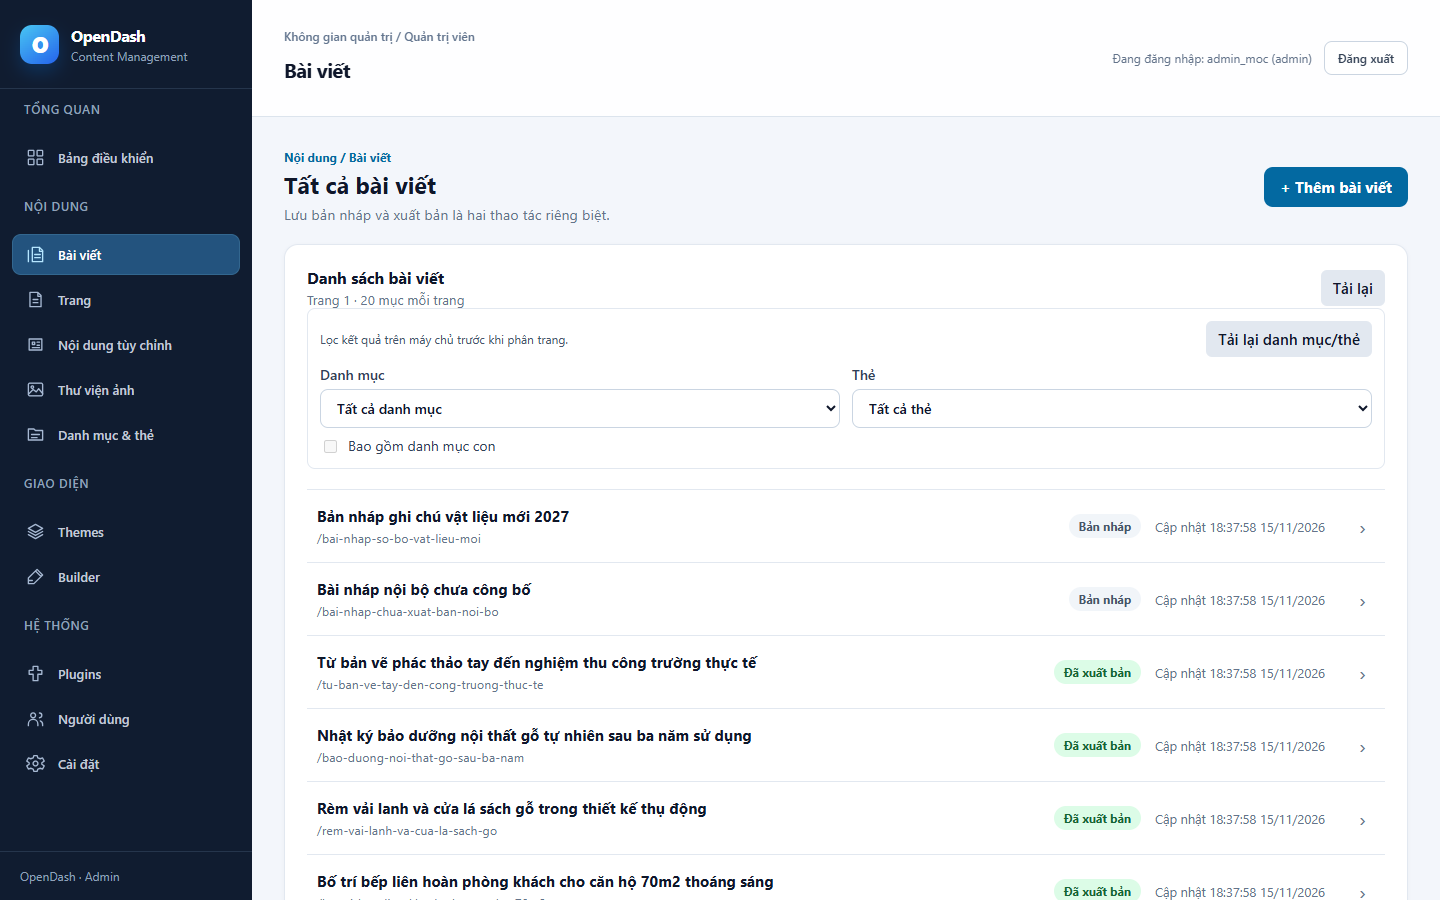 O
OpenDash
Content Management
TỔNG QUAN
Bảng điều khiển
NỘI DUNG
Bài viết
Trang
Nội dung tùy chỉnh
Thư viện ảnh
Danh mục & thẻ
GIAO DIỆN
Themes
Builder
HỆ THỐNG
Plugins
Người dùng
Cài đặt
OpenDash · Admin
Không gian quản trị / Quản trị viên
Bài viết
Đang đăng nhập: admin_moc (admin)
Đăng xuất
Nội dung / Bài viết
Tất cả bài viết
Lưu bản nháp và xuất bản là hai thao tác riêng biệt.
+ Thêm bài viết
Danh sách bài viết
Trang 1 · 20 mục mỗi trang
Tải lại
Lọc kết quả trên máy chủ trước khi phân trang.
Tải lại danh mục/thẻ
Danh mục
Thẻ
Tất cả danh mục
Tất cả thẻ
Bao gồm danh mục con
Bản nháp ghi chú vật liệu mới 2027
/bai-nhap-so-bo-vat-lieu-moi
Bản nháp
Cập nhật 18:37:58 15/11/2026
Bài nháp nội bộ chưa công bố
/bai-nhap-chua-xuat-ban-noi-bo
Bản nháp
Cập nhật 18:37:58 15/11/2026
Từ bản vẽ phác thảo tay đến nghiệm thu công trường thực tế
/tu-ban-ve-tay-den-cong-truong-thuc-te
Đã xuất bản
Cập nhật 18:37:58 15/11/2026
Nhật ký bảo dưỡng nội thất gỗ tự nhiên sau ba năm sử dụng
/bao-duong-noi-that-go-sau-ba-nam
Đã xuất bản
Cập nhật 18:37:58 15/11/2026
Rèm vải lanh và cửa lá sách gỗ trong thiết kế thụ động
/rem-vai-lanh-va-cua-la-sach-go
Đã xuất bản
Cập nhật 18:37:58 15/11/2026
Bố trí bếp liên hoàn phòng khách cho căn hộ 70m2 thoáng sáng
Đã xuất bản
Cập nhật 18:37:58 15/11/2026